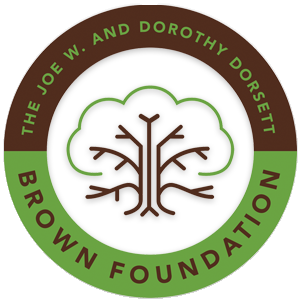 THE JOE W. AND DOROTHY DORSETT
BROWN FOUNDATION